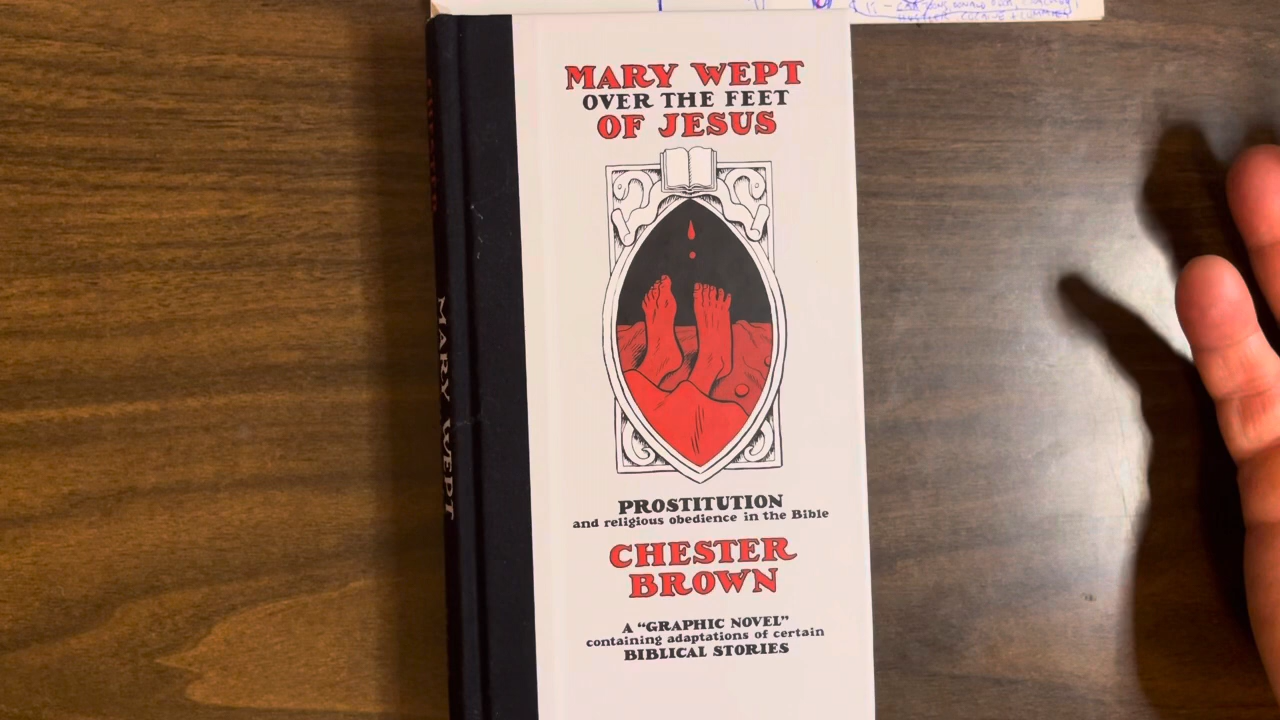 MARY WEPT
OVER THE FEET
OF JESUS
PROSTITUTION
and religious obedience in the Bible
CHESTER
BROWN
A "GRAPHIC NOVEL"
containing adaptations of certain
BIBLICAL STORIES
MARY WEPT